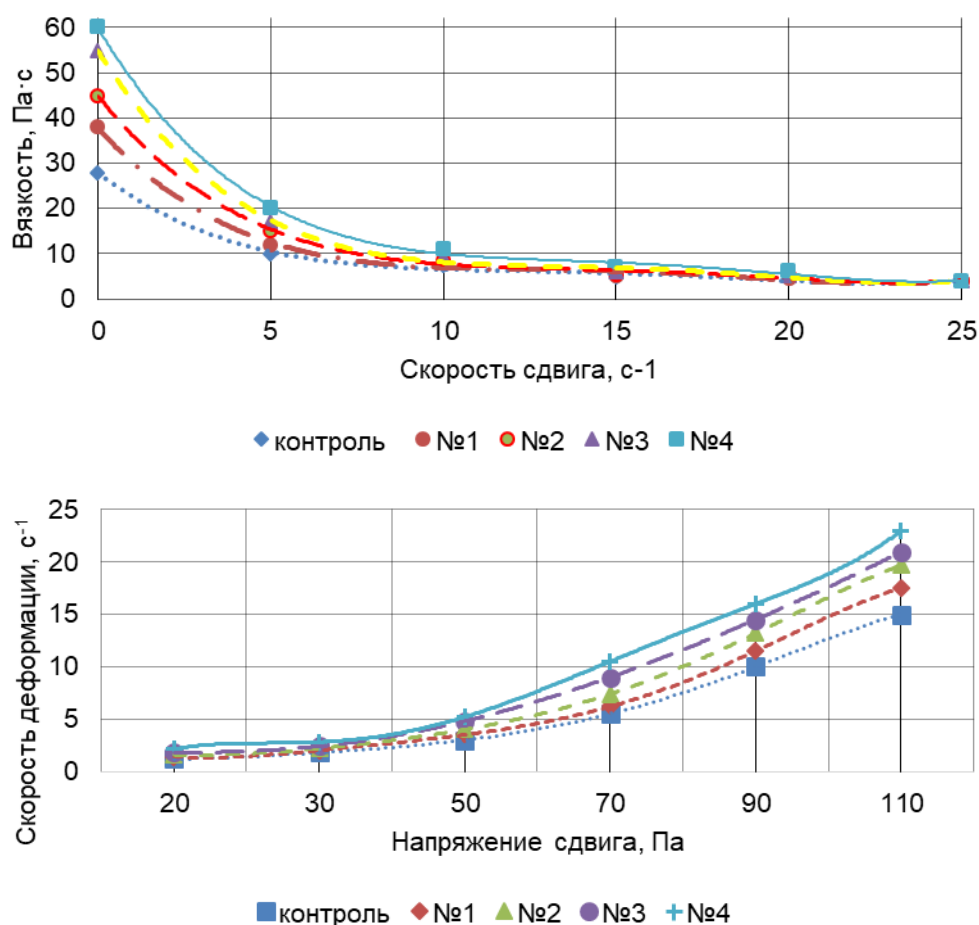 Вязкость, Па·с
60
50
40
30
20
10
0
0 5 10 15 20 25
Скорость сдвига, с-1
контроль №1 №2 №3 №4
Скорость деформации, с⁻¹
25
20
15
10
5
0
20 30 50 70 90 110
Напряжение сдвига, Па
контроль №1 №2 №3 №4